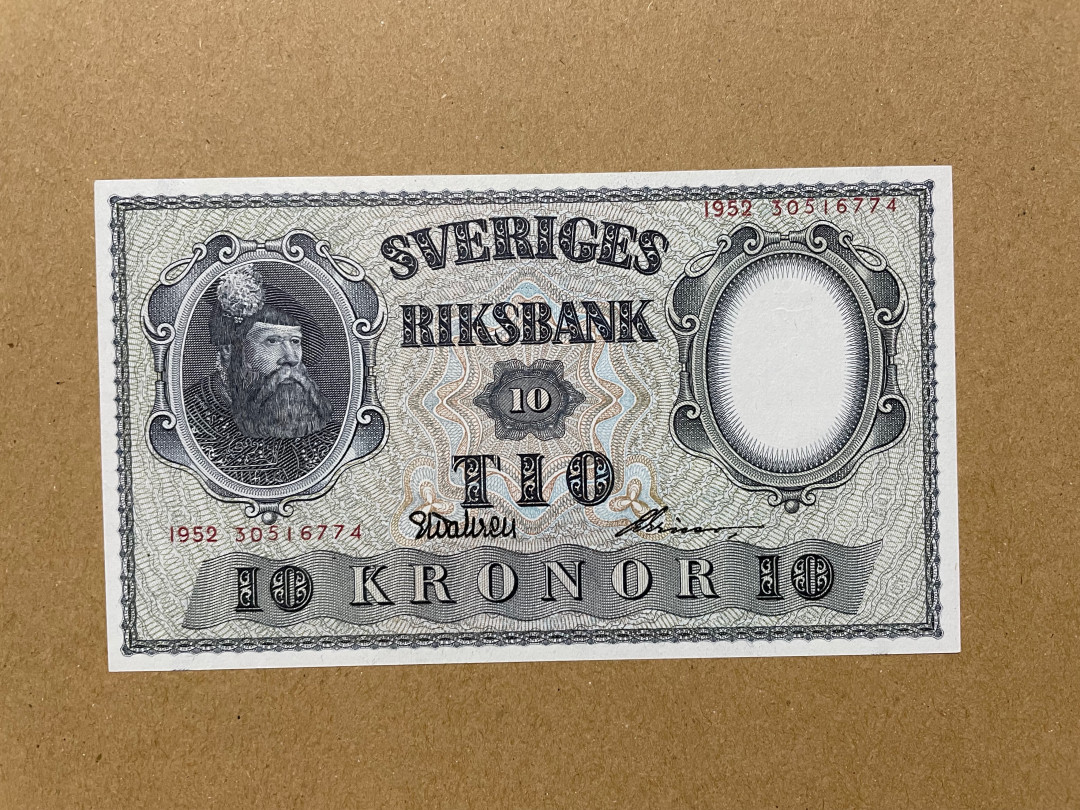 1952 30516774
SVERIGES
RIKSBANK
10
TIO
1952 30516774
10 KRONOR 10